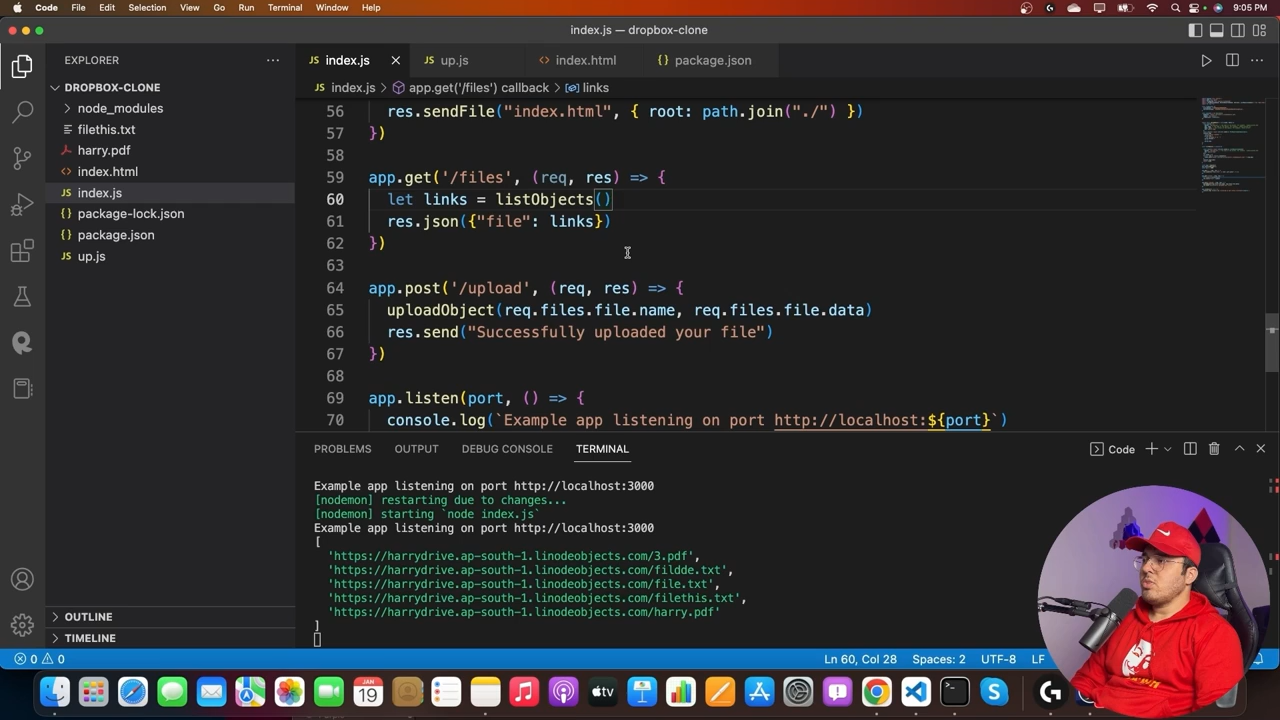 Code File Edit Selection View Go Run Terminal Window Help 9:05 PM
index.js — dropbox-clone
EXPLORER
DROPBOX-CLONE
node_modules
filethis.txt
harry.pdf
index.html
JS index.js
package-lock.json
package.json
JS up.js
OUTLINE
TIMELINE
JS index.js
JS up.js
index.html
package.json
JS index.js > app.get('/files') callback > links
56 res.sendFile("index.html", { root: path.join("./") })
57 })
58
59 app.get('/files', (req, res) => {
60 let links = listObjects()
61 res.json({"file": links})
62 })
63
64 app.post('/upload', (req, res) => {
65 uploadObject(req.files.file.name, req.files.file.data)
66 res.send("Successfully uploaded your file")
67 })
68
69 app.listen(port, () => {
70 console.log(`Example app listening on port http://localhost:${port}`)
PROBLEMS OUTPUT DEBUG CONSOLE TERMINAL Code
Example app listening on port http://localhost:3000
[nodemon] restarting due to changes...
[nodemon] starting `node index.js`
Example app listening on port http://localhost:3000
[
'https://harrydrive.ap-south-1.linodeobjects.com/3.pdf',
'https://harrydrive.ap-south-1.linodeobjects.com/fildde.txt',
'https://harrydrive.ap-south-1.linodeobjects.com/file.txt',
'https://harrydrive.ap-south-1.linodeobjects.com/filethis.txt',
'https://harrydrive.ap-south-1.linodeobjects.com/harry.pdf'
]
0 0 Ln 60, Col 28 Spaces: 2 UTF-8 LF
JAN
19
tv